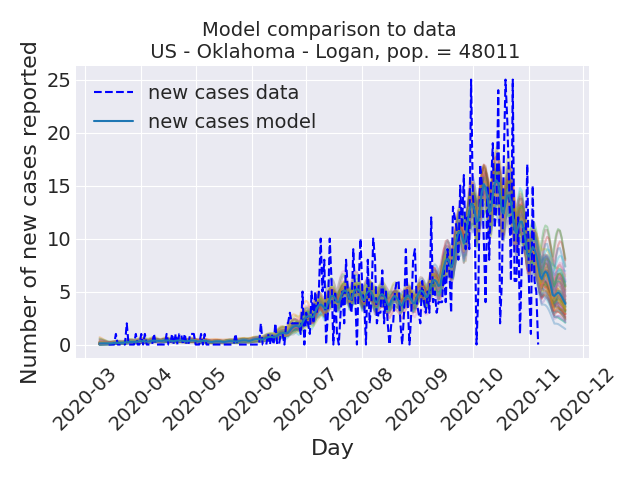 Model comparison to data
US - Oklahoma - Logan, pop. = 48011
Number of new cases reported
25
20
15
10
5
0
new cases data
new cases model
2020-03
2020-04
2020-05
2020-06
2020-07
2020-08
2020-09
2020-10
2020-11
2020-12
Day